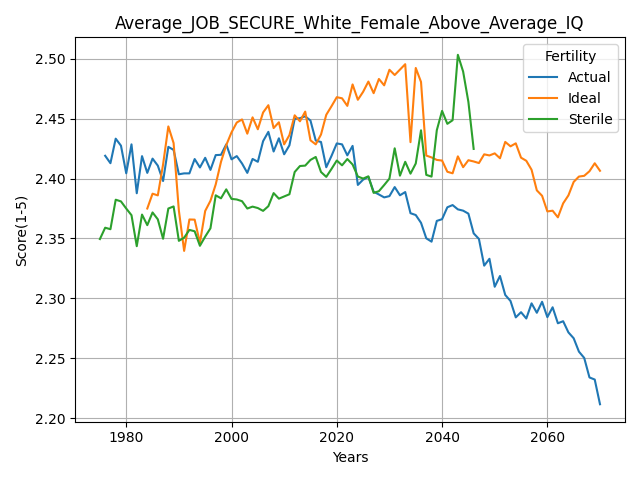 Average_JOB_SECURE_White_Female_Above_Average_IQ
Fertility
Actual
Ideal
Sterile
Score(1-5)
2.50
2.45
2.40
2.35
2.30
2.25
2.20
1980
2000
2020
2040
2060
Years